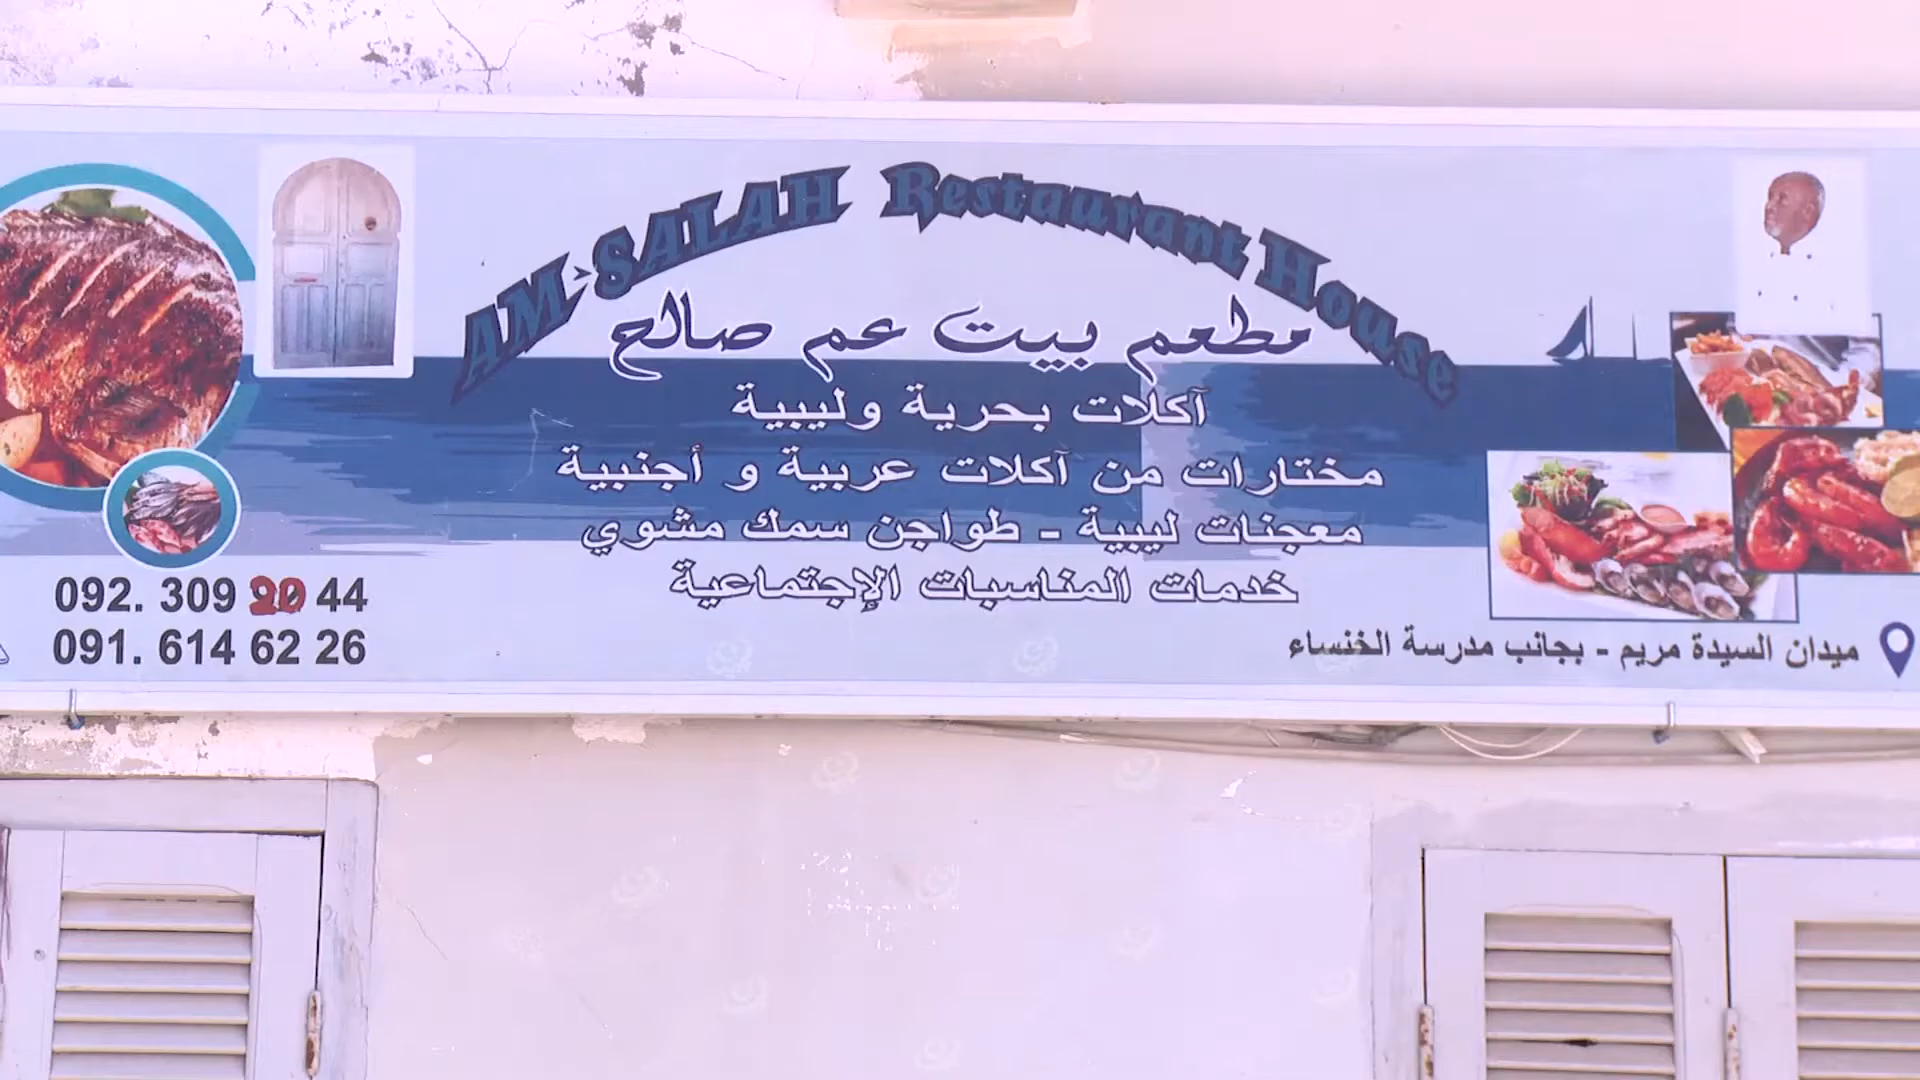 AM SALAH Restaurant House
مطعم بيت عم صالح
آكلات بحرية وليبية
مختارات من آكلات عربية و أجنبية
معجنات ليبية - طواجن سمك مشوي
خدمات المناسبات الإجتماعية
092. 309 20 44
091. 614 62 26
ميدان السيدة مريم - بجانب مدرسة الخنساء